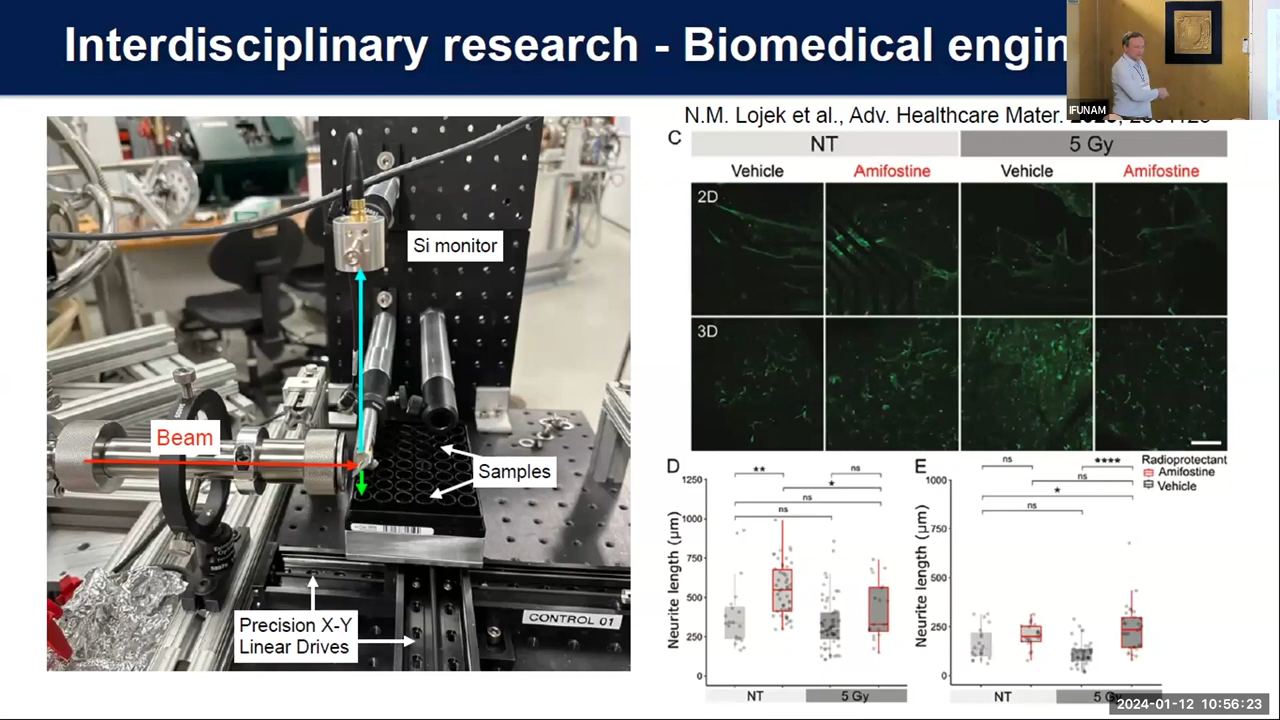 Interdisciplinary research - Biomedical engin
IFUNAM
N.M. Lojek et al., Adv. Healthcare Mater.
Si monitor
Beam
Samples
Precision X-Y
Linear Drives
CONTROL 01
C
NT
5 Gy
Vehicle
Amifostine
Vehicle
Amifostine
2D
3D
D
**
ns
*
ns
ns
1250
1000
750
500
250
0
Neurite length (µm)
NT
5 Gy
E
ns
****
ns
*
ns
1000
750
500
250
0
Neurite length (µm)
NT
5 Gy
Radioprotectant
Amifostine
Vehicle
2024-01-12 10:56:23